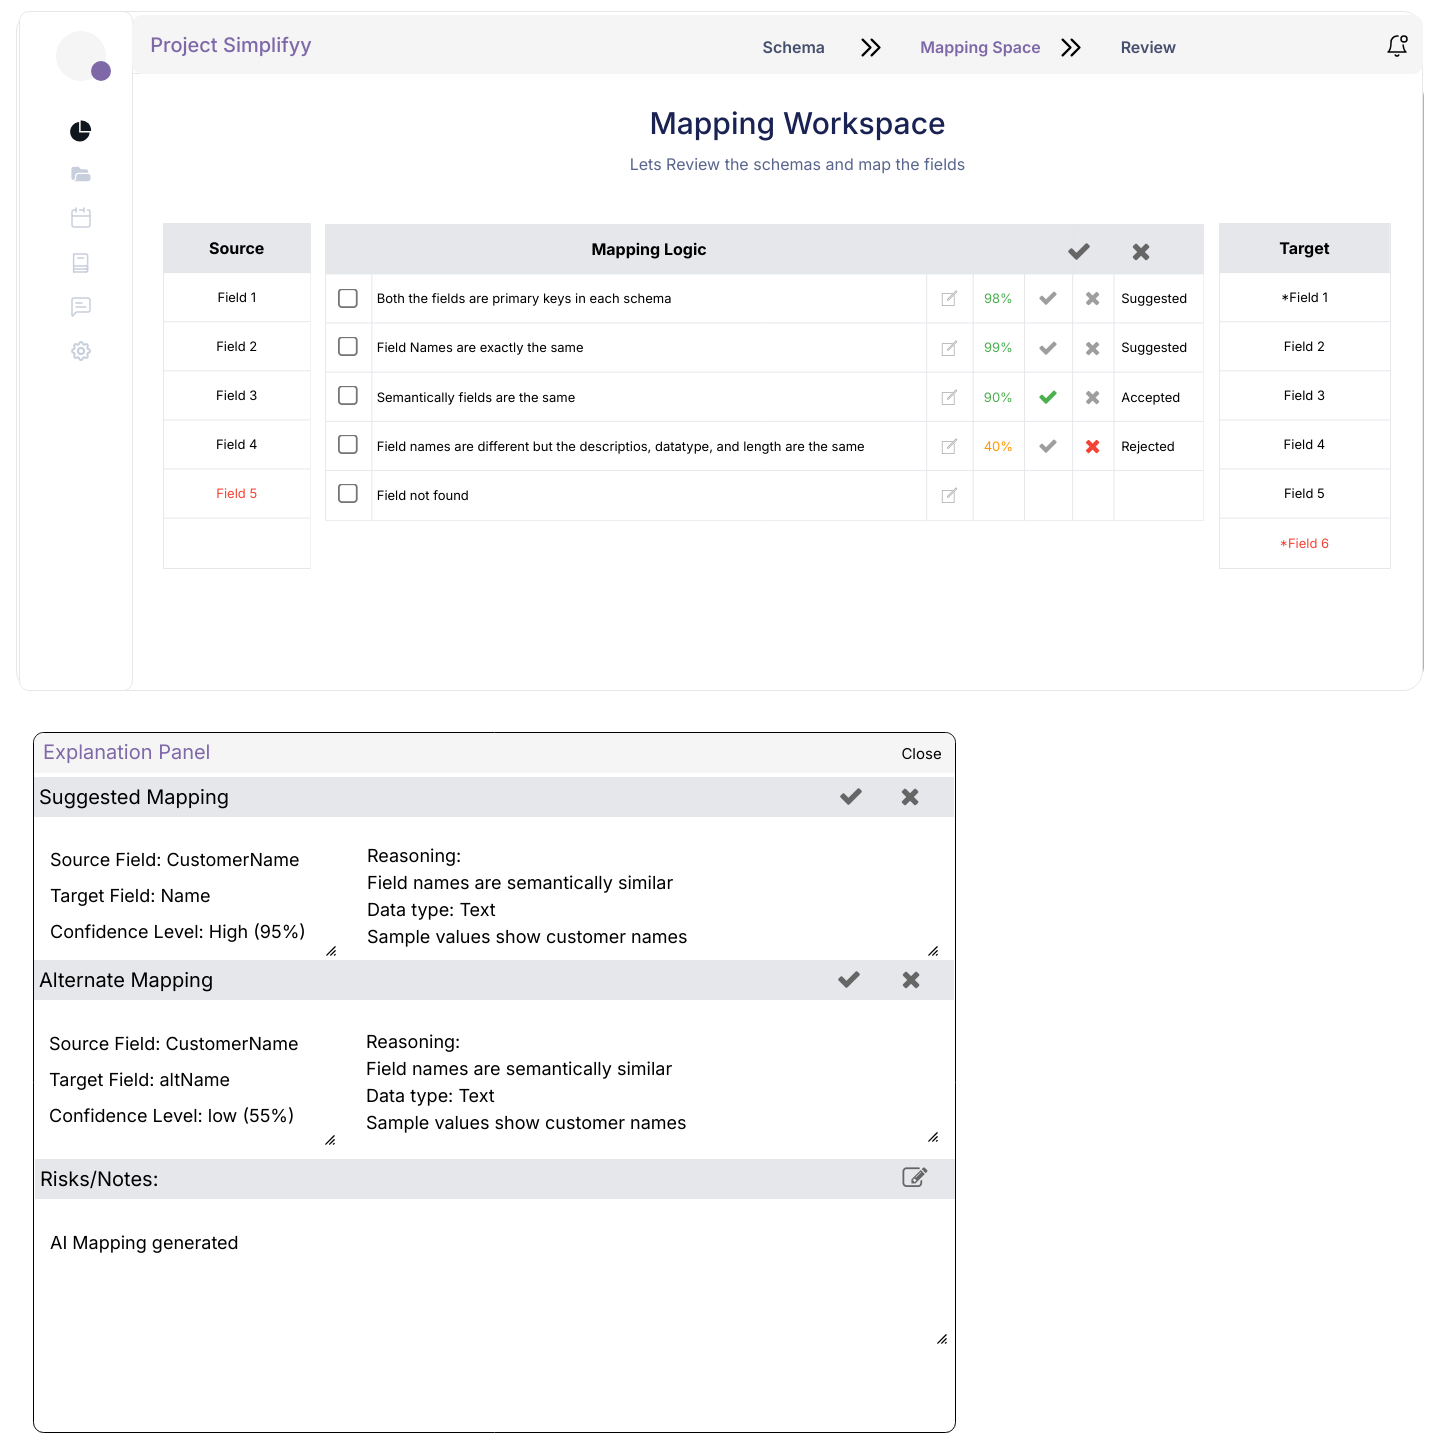 Project Simplifyy
Schema
Mapping Space
Review
Mapping Workspace
Lets Review the schemas and map the fields
Source
Mapping Logic
Target
Field 1
Both the fields are primary keys in each schema
98%
Suggested
*Field 1
Field 2
Field Names are exactly the same
99%
Suggested
Field 2
Field 3
Semantically fields are the same
90%
Accepted
Field 3
Field 4
Field names are different but the descriptios, datatype, and length are the same
40%
Rejected
Field 4
Field 5
Field not found
Field 5
*Field 6
Explanation Panel
Close
Suggested Mapping
Source Field: CustomerName
Target Field: Name
Confidence Level: High (95%)
Reasoning:
Field names are semantically similar
Data type: Text
Sample values show customer names
Alternate Mapping
Source Field: CustomerName
Target Field: altName
Confidence Level: low (55%)
Reasoning:
Field names are semantically similar
Data type: Text
Sample values show customer names
Risks/Notes:
AI Mapping generated